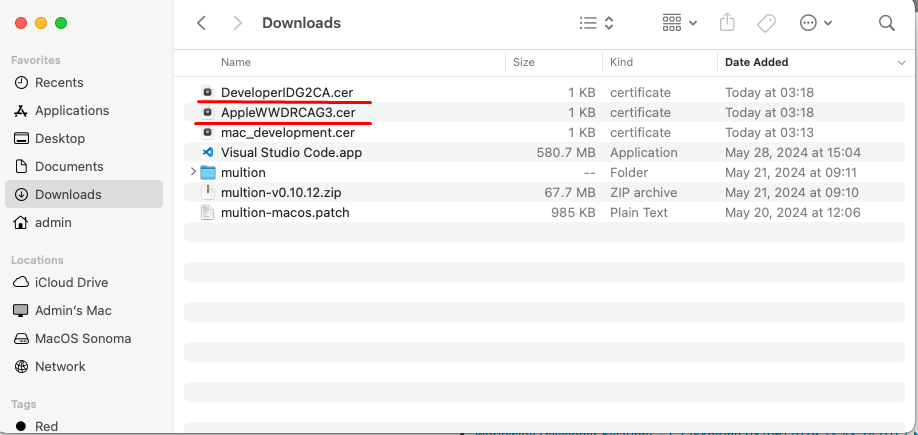 Downloads
Favorites
Recents
Applications
Desktop
Documents
Downloads
admin
Locations
iCloud Drive
Admin's Mac
MacOS Sonoma
Network
Tags
Red
Name Size Kind Date Added
DeveloperIDG2CA.cer 1 KB certificate Today at 03:18
AppleWWDRCAG3.cer 1 KB certificate Today at 03:18
mac_development.cer 1 KB certificate Today at 03:13
Visual Studio Code.app 580.7 MB Application May 28, 2024 at 15:04
multion -- Folder May 21, 2024 at 09:11
multion-v0.10.12.zip 67.7 MB ZIP archive May 21, 2024 at 09:10
multion-macos.patch 985 KB Plain Text May 20, 2024 at 12:06